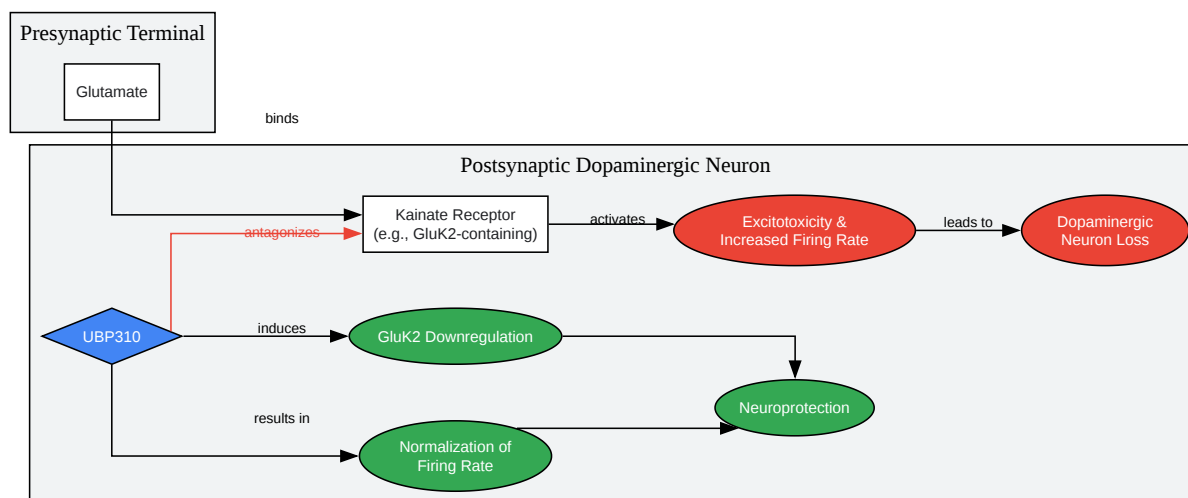 Presynaptic Terminal
Glutamate
binds
Postsynaptic Dopaminergic Neuron
Kainate Receptor
(e.g., GluK2-containing)
activates
Excitotoxicity &
Increased Firing Rate
leads to
Dopaminergic
Neuron Loss
antagonizes
UBP310
induces
GluK2 Downregulation
Neuroprotection
results in
Normalization of
Firing Rate